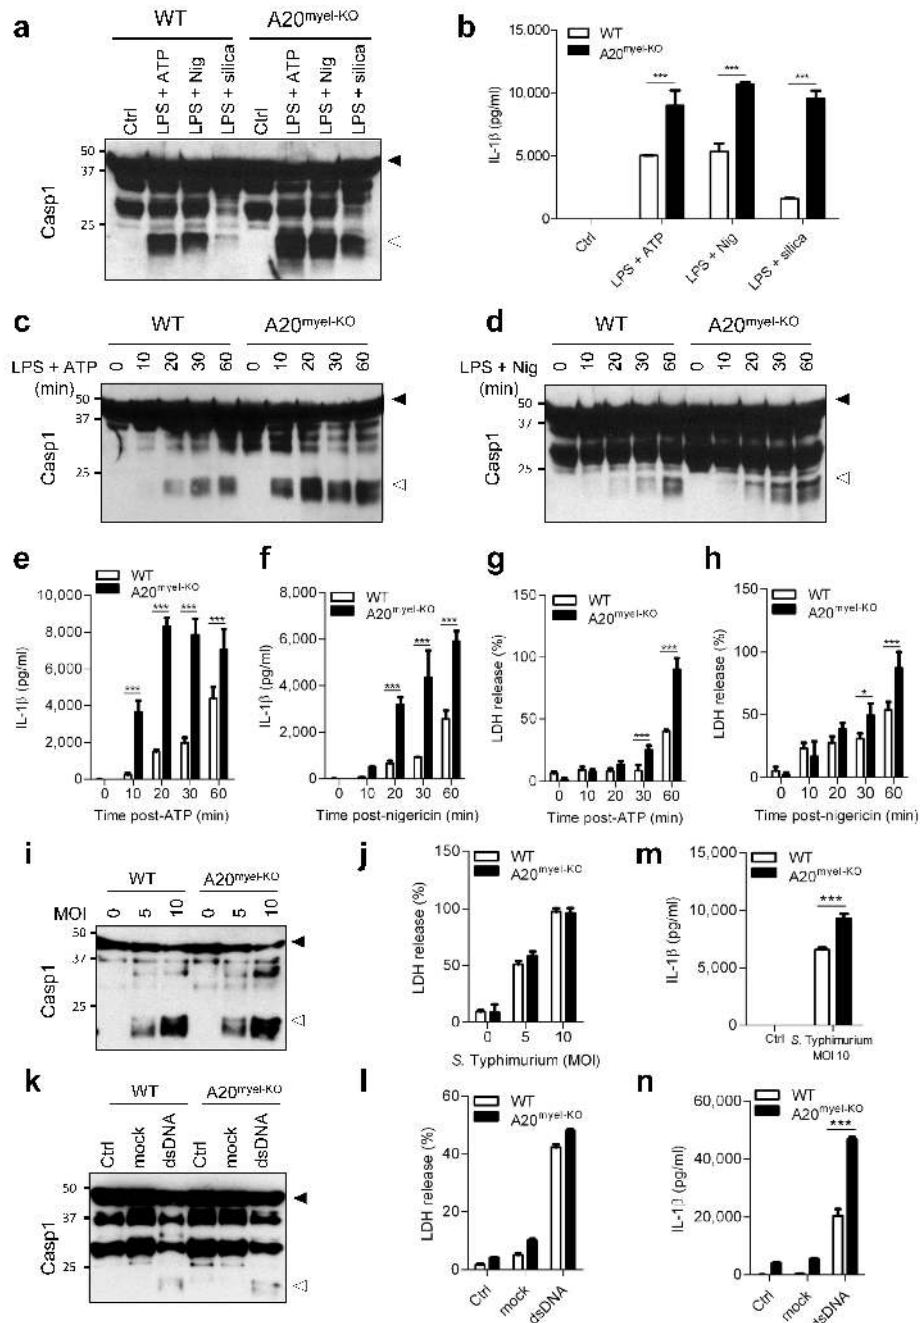 a
WT
A20myel-KO
Ctrl
LPS + ATP
LPS + Nig
LPS + silica
Ctrl
LPS + ATP
LPS + Nig
LPS + silica
50
37
25
Casp1
b
WT
A20myel-KO
15,000
10,000
5,000
0
IL-1β (pg/ml)
***
***
***
Ctrl
LPS + ATP
LPS + Nig
LPS + silica
c
WT
A20myel-KO
LPS + ATP
(min)
0 10 20 30 60 0 10 20 30 60
50
37
25
Casp1
d
WT
A20myel-KO
LPS + Nig
(min)
0 10 20 30 60 0 10 20 30 60
50
37
25
Casp1
e
WT
A20myel-KO
10,000
8,000
6,000
4,000
2,000
0
IL-1β (pg/ml)
*** *** *** ***
0 10 20 30 60
Time post-ATP (min)
f
WT
A20myel-KO
8,000
6,000
4,000
2,000
0
IL-1β (pg/ml)
*** *** ***
0 10 20 30 60
Time post-nigericin (min)
g
WT
A20myel-KO
150
100
50
0
LDH release (%)
*** ***
0 10 20 30 60
Time post-ATP (min)
h
WT
A20myel-KO
150
100
50
0
LDH release (%)
* ***
0 10 20 30 60
Time post-nigericin (min)
i
WT
A20myel-KO
MOI
0 5 10 0 5 10
50
37
25
Casp1
j
WT
A20myel-KO
150
100
50
0
LDH release (%)
0 5 10
S. Typhimurium (MOI)
m
WT
A20myel-KO
15,000
10,000
5,000
0
IL-1β (pg/ml)
***
Ctrl
S. Typhimurium
MOI 10
k
WT
A20myel-KO
Ctrl
mock
dsDNA
Ctrl
mock
dsDNA
50
37
25
Casp1
l
WT
A20myel-KO
60
40
20
0
LDH release (%)
Ctrl
mock
dsDNA
n
WT
A20myel-KO
60,000
40,000
20,000
0
IL-1β (pg/ml)
***
Ctrl
mock
dsDNA